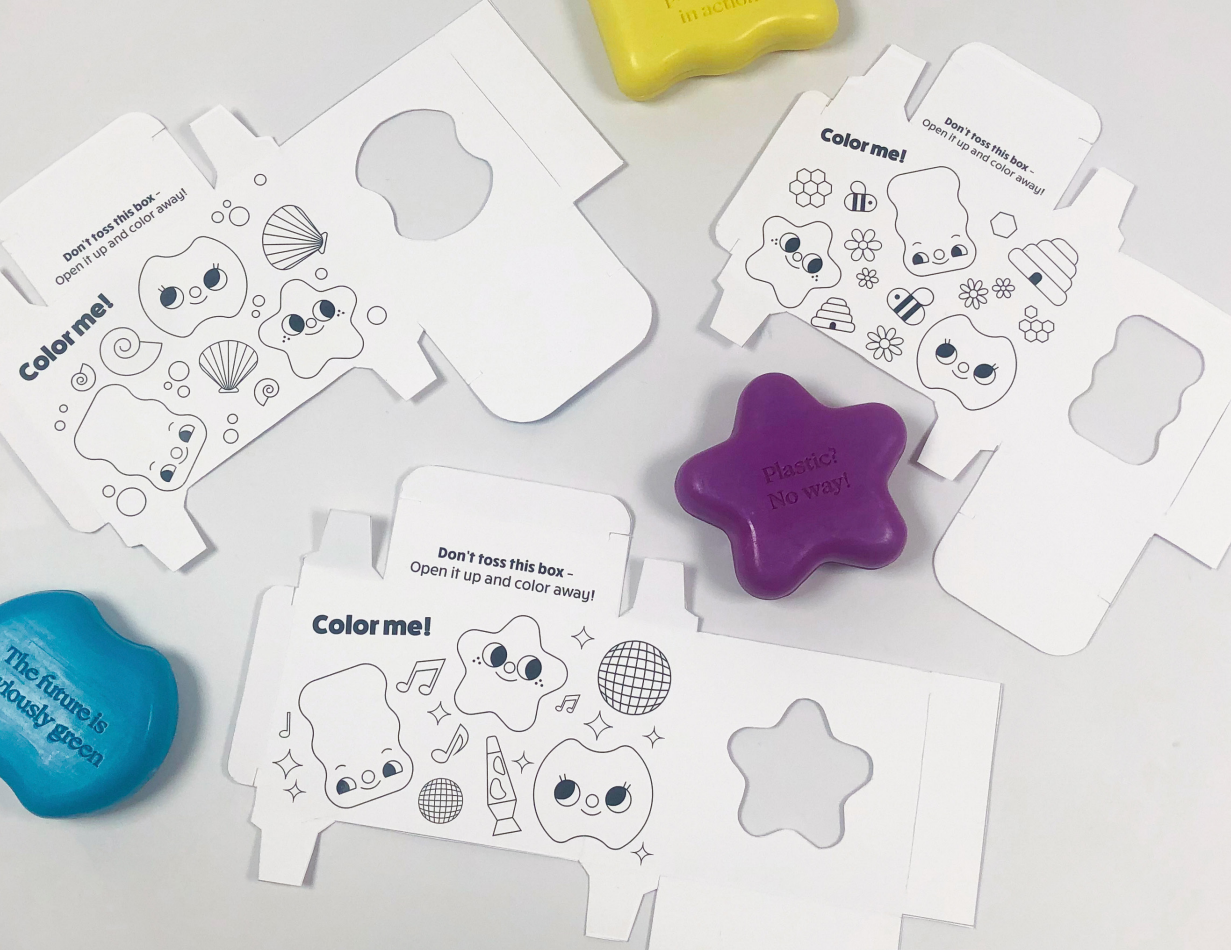 in action
Don't toss this box –
Open it up and color away!
Color me!
Don't toss this box –
Open it up and color away!
Color me!
Plastic?
No way!
Don't toss this box –
Open it up and color away!
Color me!
The future is
green